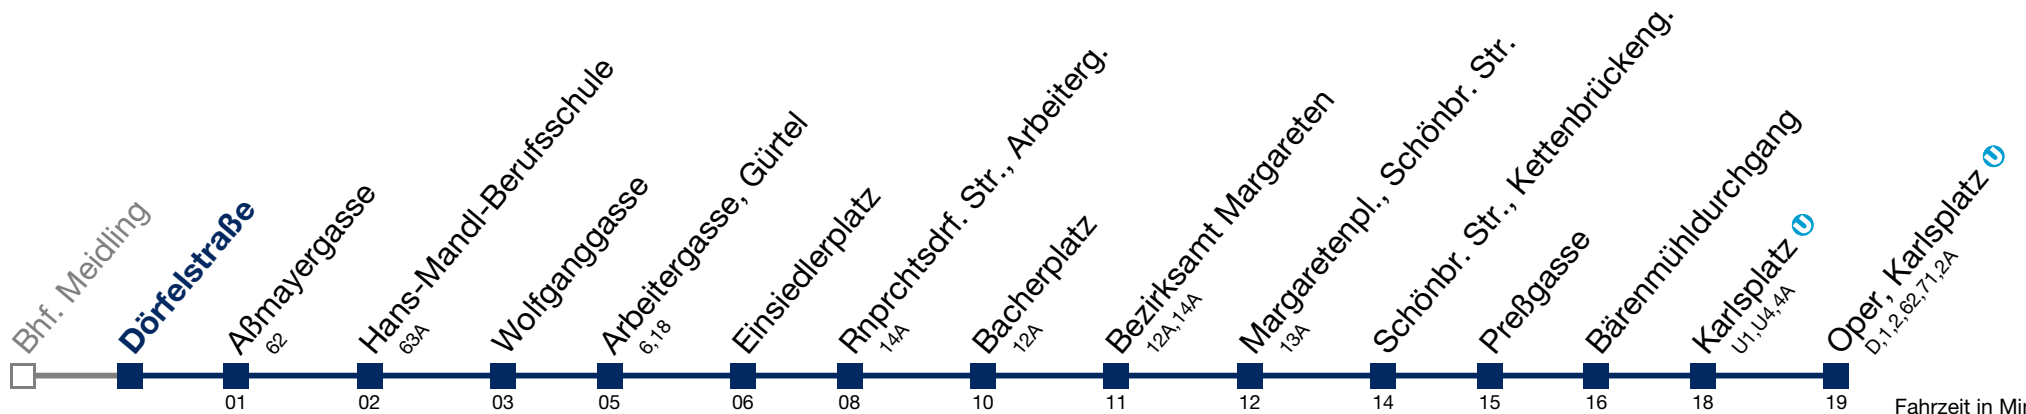 Bhf. Meidling
Dörfelstraße
Aßmayergasse
62
Hans-Mandl-Berufsschule
63A
Wolfganggasse
Arbeitergasse, Gürtel
6,18
Einsiedlerplatz
Rnprchtsdrf. Str., Arbeiterg.
14A
Bacherplatz
12A
Bezirksamt Margareten
12A,14A
Margaretenpl., Schönbr. Str.
13A
Schönbr. Str., Kettenbrückeng.
Preßgasse
Bärenmühldurchgang
Karlsplatz U
U1,U4,4A
Oper, Karlsplatz U
D,1,2,62,71,2A
01 02 03 05 06 08 10 11 12 14 15 16 18 19 Fahrzeit in Min